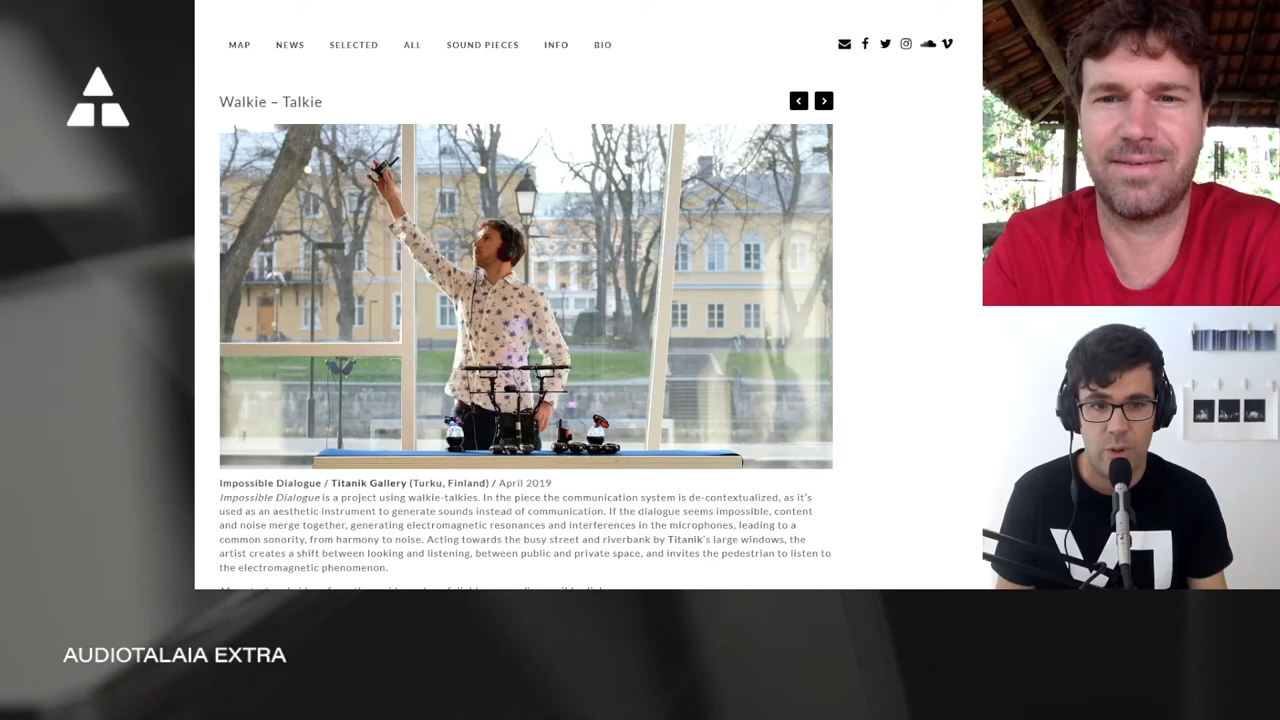 MAP NEWS SELECTED ALL SOUND PIECES INFO BIO
Walkie – Talkie
Impossible Dialogue / Titanik Gallery (Turku, Finland) / April 2019
Impossible Dialogue is a project using walkie-talkies. In the piece the communication system is de-contextualized, as it's
used as an aesthetic instrument to generate sounds instead of communication. If the dialogue seems impossible, content
and noise merge together, generating electromagnetic resonances and interferences in the microphones, leading to a
common sonority, from harmony to noise. Acting towards the busy street and riverbank by Titanik's large windows, the
artist creates a shift between looking and listening, between public and private space, and invites the pedestrian to listen to
the electromagnetic phenomenon.
AUDIOTALAIA EXTRA